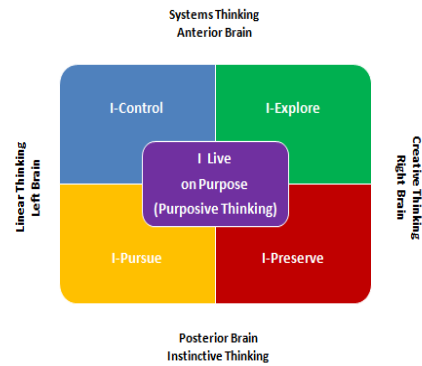 Systems Thinking
Anterior Brain
I-Control
I-Explore
Linear Thinking
Left Brain
I Live
on Purpose
(Purposive Thinking)
Creative Thinking
Right Brain
I-Pursue
I-Preserve
Posterior Brain
Instinctive Thinking